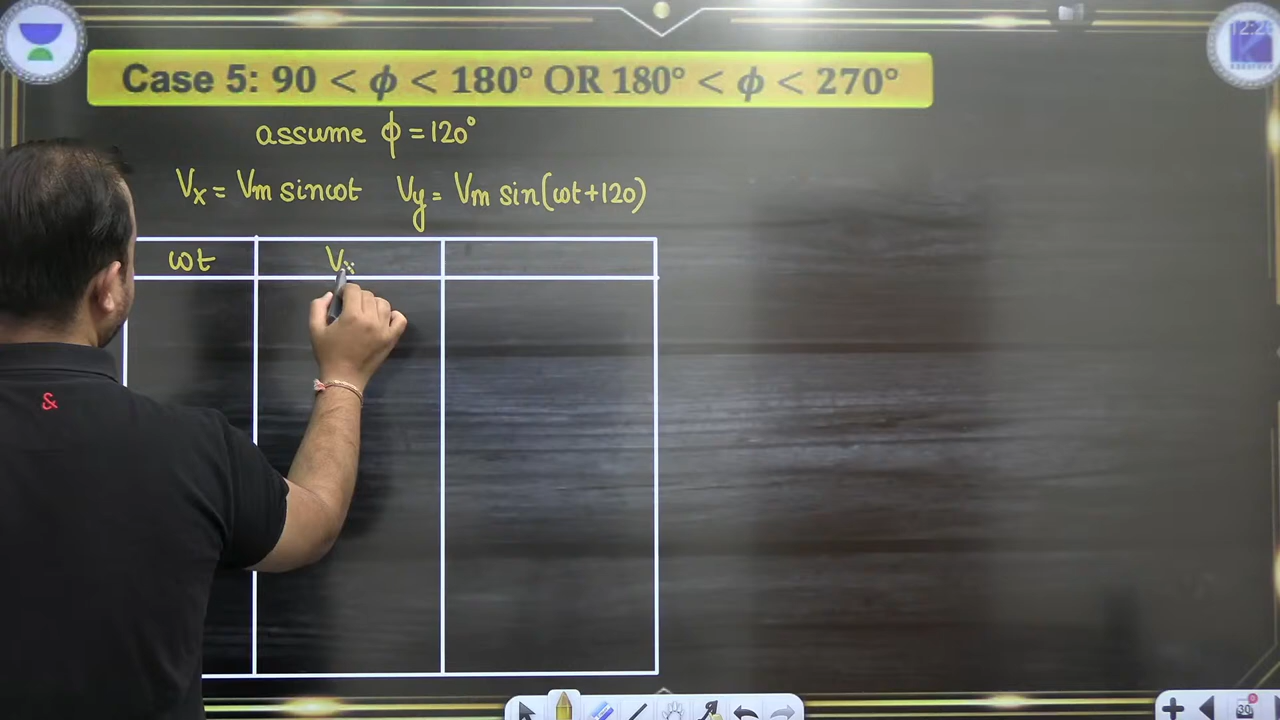 Case 5: 90 < ϕ < 180° OR 180° < ϕ < 270°
assume ϕ = 120°
Vx = Vm sinωt Vy = Vm sin(ωt+120)
ωt Vx
&
30